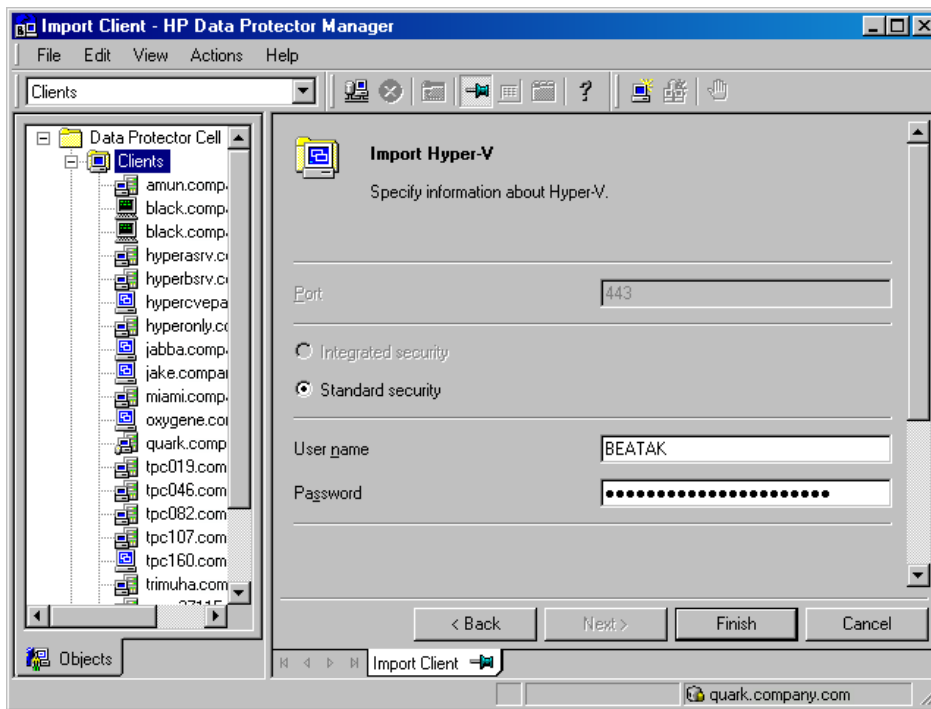 Import Client - HP Data Protector Manager
File Edit View Actions Help
Clients
Data Protector Cell
Clients
amun.comp
black.comp
black.comp
hyperasrv.c
hyperbsrv.c
hypercvepa
hyperonly.c
jabba.comp
jake.compar
miami.comp
oxygene.co
quark.comp
tpc019.com
tpc046.com
tpc082.com
tpc107.com
tpc160.com
trimuha.com
Objects
Import Hyper-V
Specify information about Hyper-V.
Port 443
Integrated security
Standard security
User name BEATAK
Password ●●●●●●●●●●●●●●●●●●●●●●
< Back Next > Finish Cancel
Import Client
quark.company.com